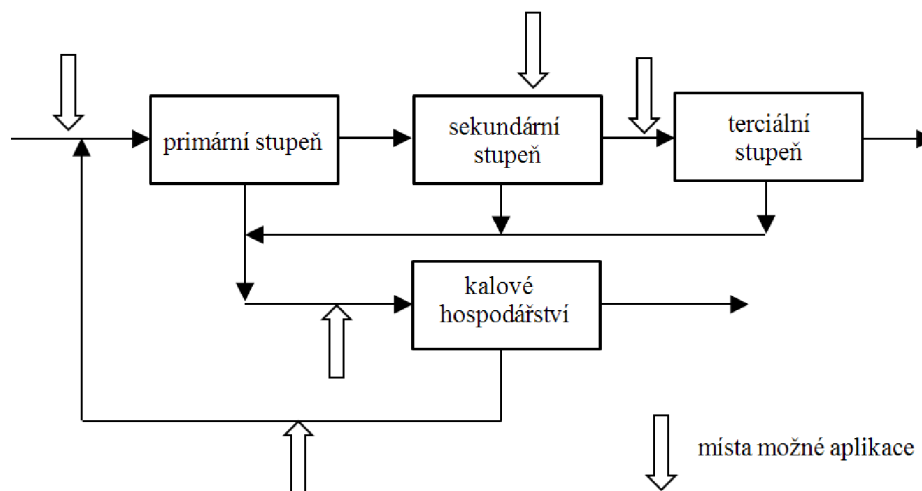 primární stupeň
sekundární
stupeň
terciální
stupeň
kalové
hospodářství
místa možné aplikace